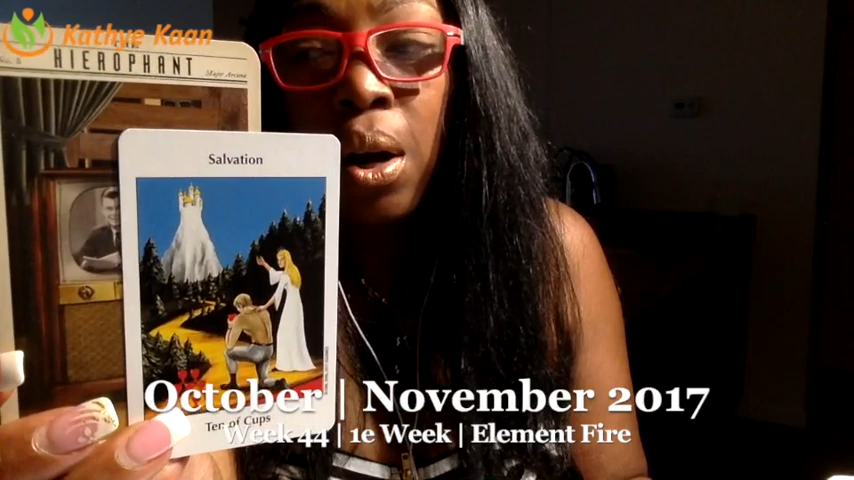 Kathye Kaan
HIEROPHANT
Major Arcana
Salvation
Ten of Cups
October | November 2017
Week 44 | 1e Week | Element Fire